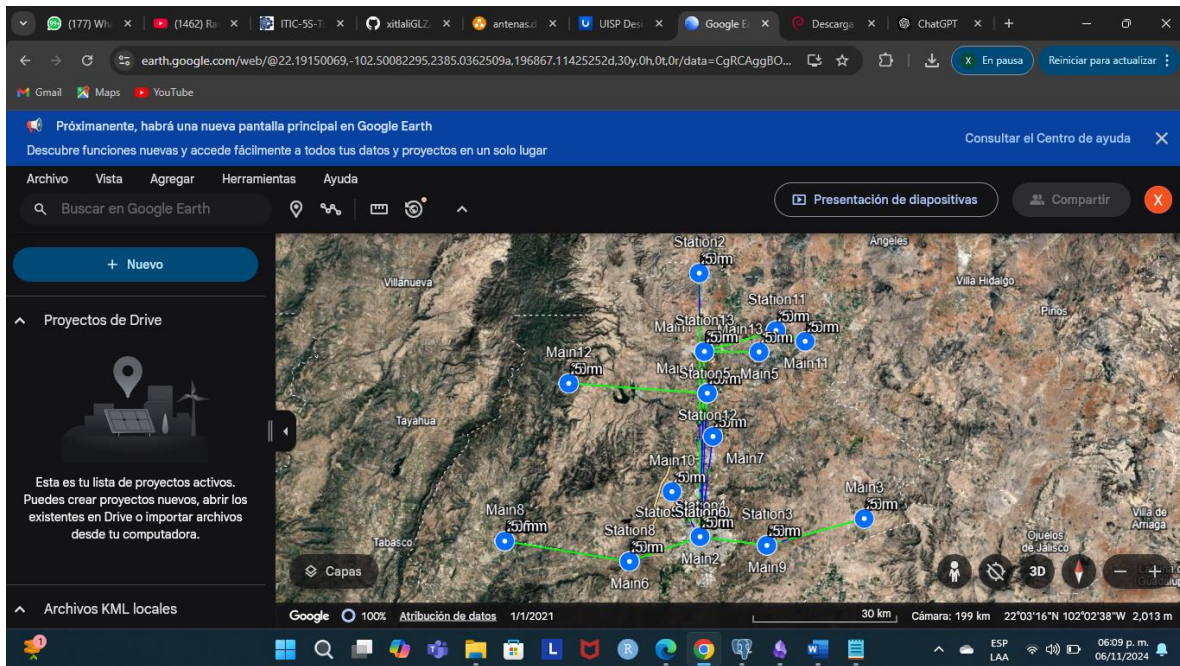 (177) Wh
(1462) Ra
ITIC-5S-T
xitlaliGLZ
antenas.d
UISP Desi
Google E
Descarga
ChatGPT
earth.google.com/web/@22.19150069,-102.50082295,2385.0362509a,196867.11425252d,30y,0h,0t,0r/data=CgRCAggBO...
X En pausa
Reiniciar para actualizar
Gmail Maps YouTube
Próximanente, habrá una nueva pantalla principal en Google Earth
Descubre funciones nuevas y accede fácilmente a todos tus datos y proyectos en un solo lugar
Consultar el Centro de ayuda
Archivo Vista Agregar Herramientas Ayuda
Buscar en Google Earth
Presentación de diapositivas
Compartir
X
+ Nuevo
Proyectos de Drive
Esta es tu lista de proyectos activos.
Puedes crear proyectos nuevos, abrir los
existentes en Drive o importar archivos
desde tu computadora.
Archivos KML locales
Station2
Ángeles
Villanueva
Villa Hidalgo
Station11
Pinos
Station13
Main1
Main13
Main12
Main11
Main4
Station5
Main5
Tayahua
Station12
Main10
Main7
Main8
Main3
Station8
Station3
Villa de
Arriaga
Tabasco
Main2
Main9
Ojuelos
de Jalisco
Main6
Capas
3D
Google 100% Atribución de datos 1/1/2021
30 km
Cámara: 199 km 22°03'16"N 102°02'38"W 2,013 m
ESP
LAA
06:09 p. m.
06/11/2024